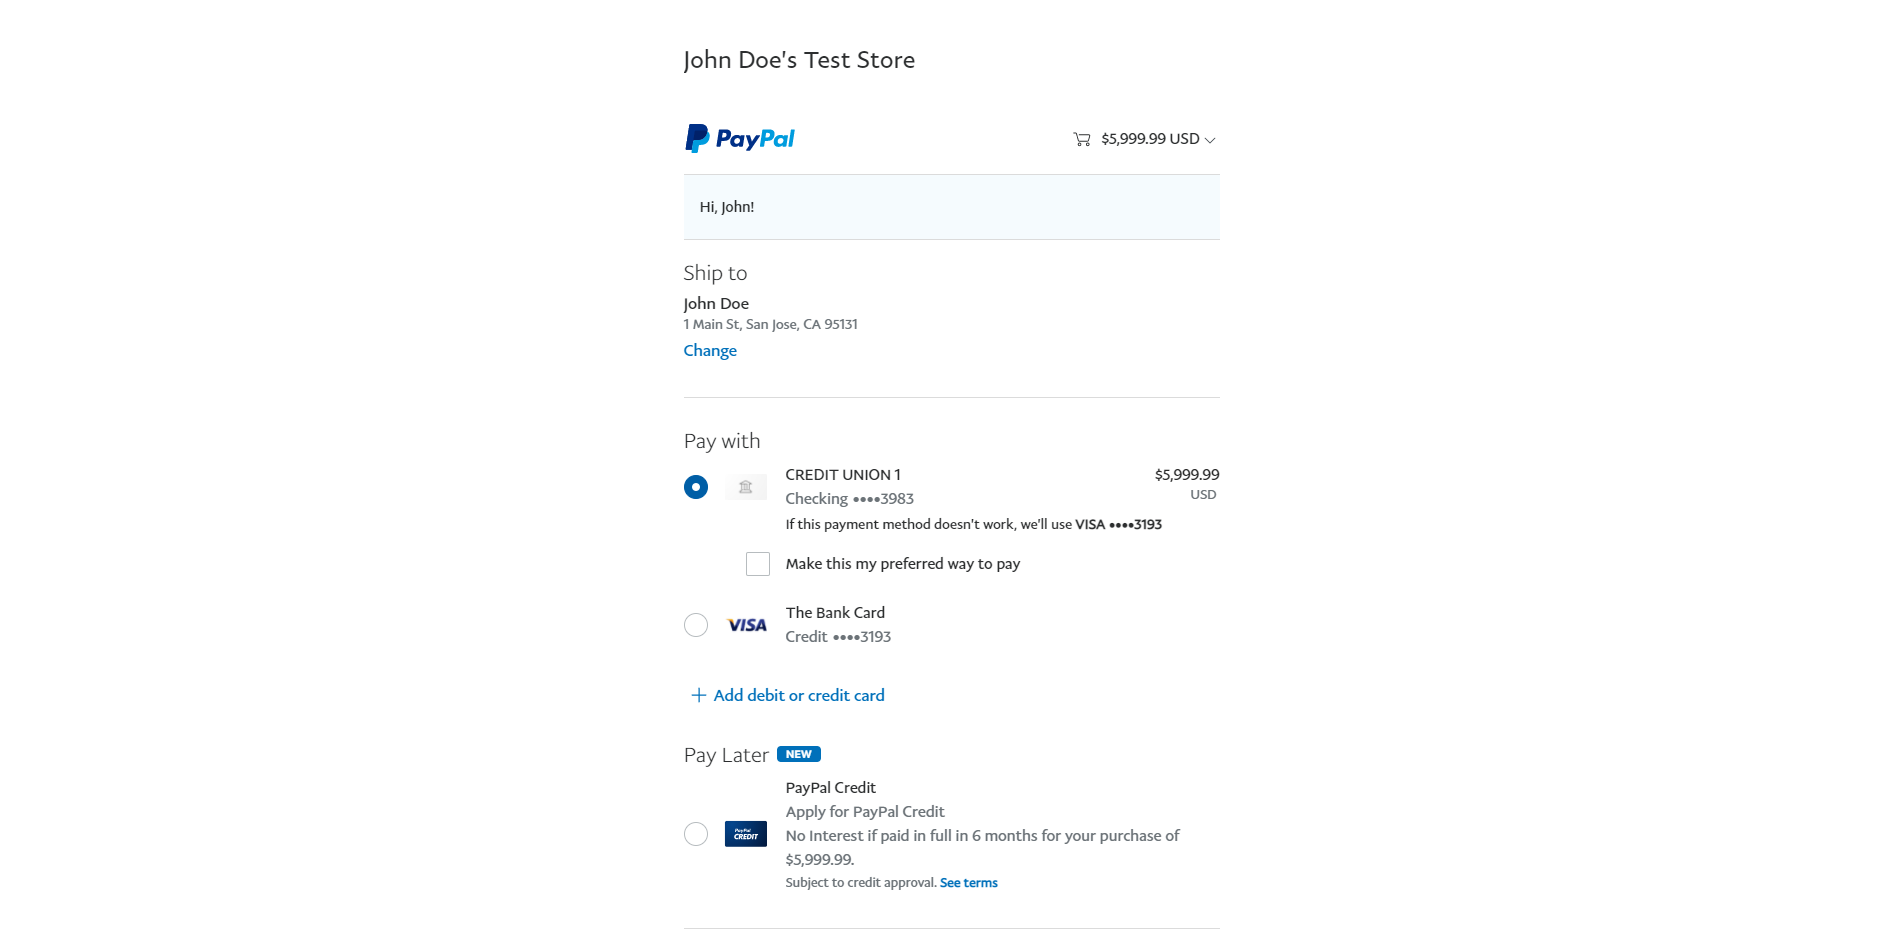 John Doe's Test Store
PayPal
$5,999.99 USD
Hi, John!
Ship to
John Doe
1 Main St, San Jose, CA 95131
Change
Pay with
CREDIT UNION 1
$5,999.99
Checking ••••3983
USD
If this payment method doesn't work, we'll use VISA ••••3193
Make this my preferred way to pay
VISA
The Bank Card
Credit ••••3193
+ Add debit or credit card
Pay Later NEW
PayPal Credit
Apply for PayPal Credit
PayPal
CREDIT
No Interest if paid in full in 6 months for your purchase of
$5,999.99.
Subject to credit approval. See terms